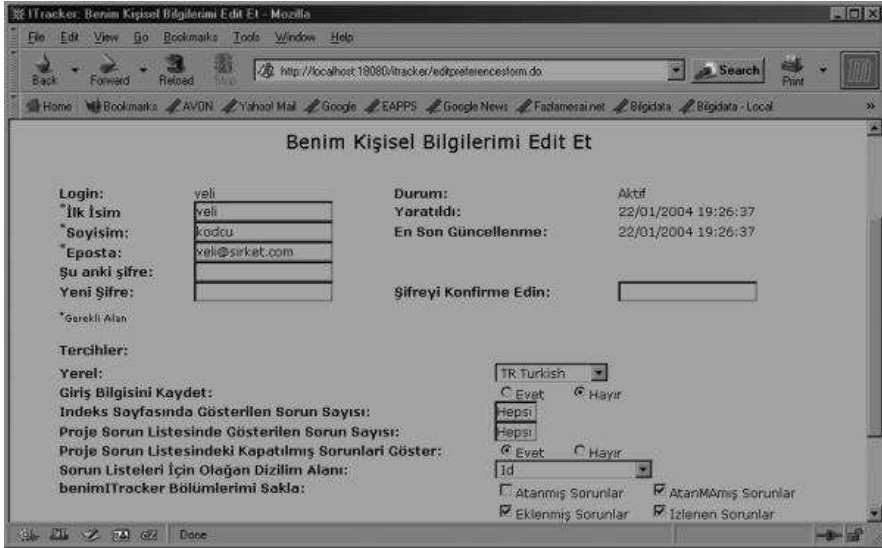 ITracker: Benim Kişisel Bilgilerimi Edit Et - Mozilla
File Edit View Go Bookmarks Tools Window Help
Back Forward Reload Stop http://localhost:18080/itracker/editpreferencesform.do Search Print
Home Bookmarks AVON Yahoo! Mail Google EAPPS Google News Fazlamesai.net Bilgidata Bilgidata - Local
Benim Kişisel Bilgilerimi Edit Et
Login: veli Durum: Aktif
*İlk İsim veli Yaratıldı: 22/01/2004 19:26:37
*Soyisim: kodcu En Son Güncellenme: 22/01/2004 19:26:37
*Eposta: veli@sirket.com
Şu anki şifre:
Yeni Şifre: Şifreyi Konfirme Edin:
*Gerekli Alan
Tercihler:
Yerel: TR Turkish
Giriş Bilgisini Kaydet: Evet Hayır
Indeks Sayfasında Gösterilen Sorun Sayısı: Hepsi
Proje Sorun Listesinde Gösterilen Sorun Sayısı: Hepsi
Proje Sorun Listesindeki Kapatılmış Sorunlari Göster: Evet Hayır
Sorun Listeleri İçin Olağan Dizilim Alanı: Id
benimITracker Bölümlerimi Sakla: Atanmış Sorunlar AtanMAmış Sorunlar
Eklenmiş Sorunlar Izlenen Sorunlar
Done